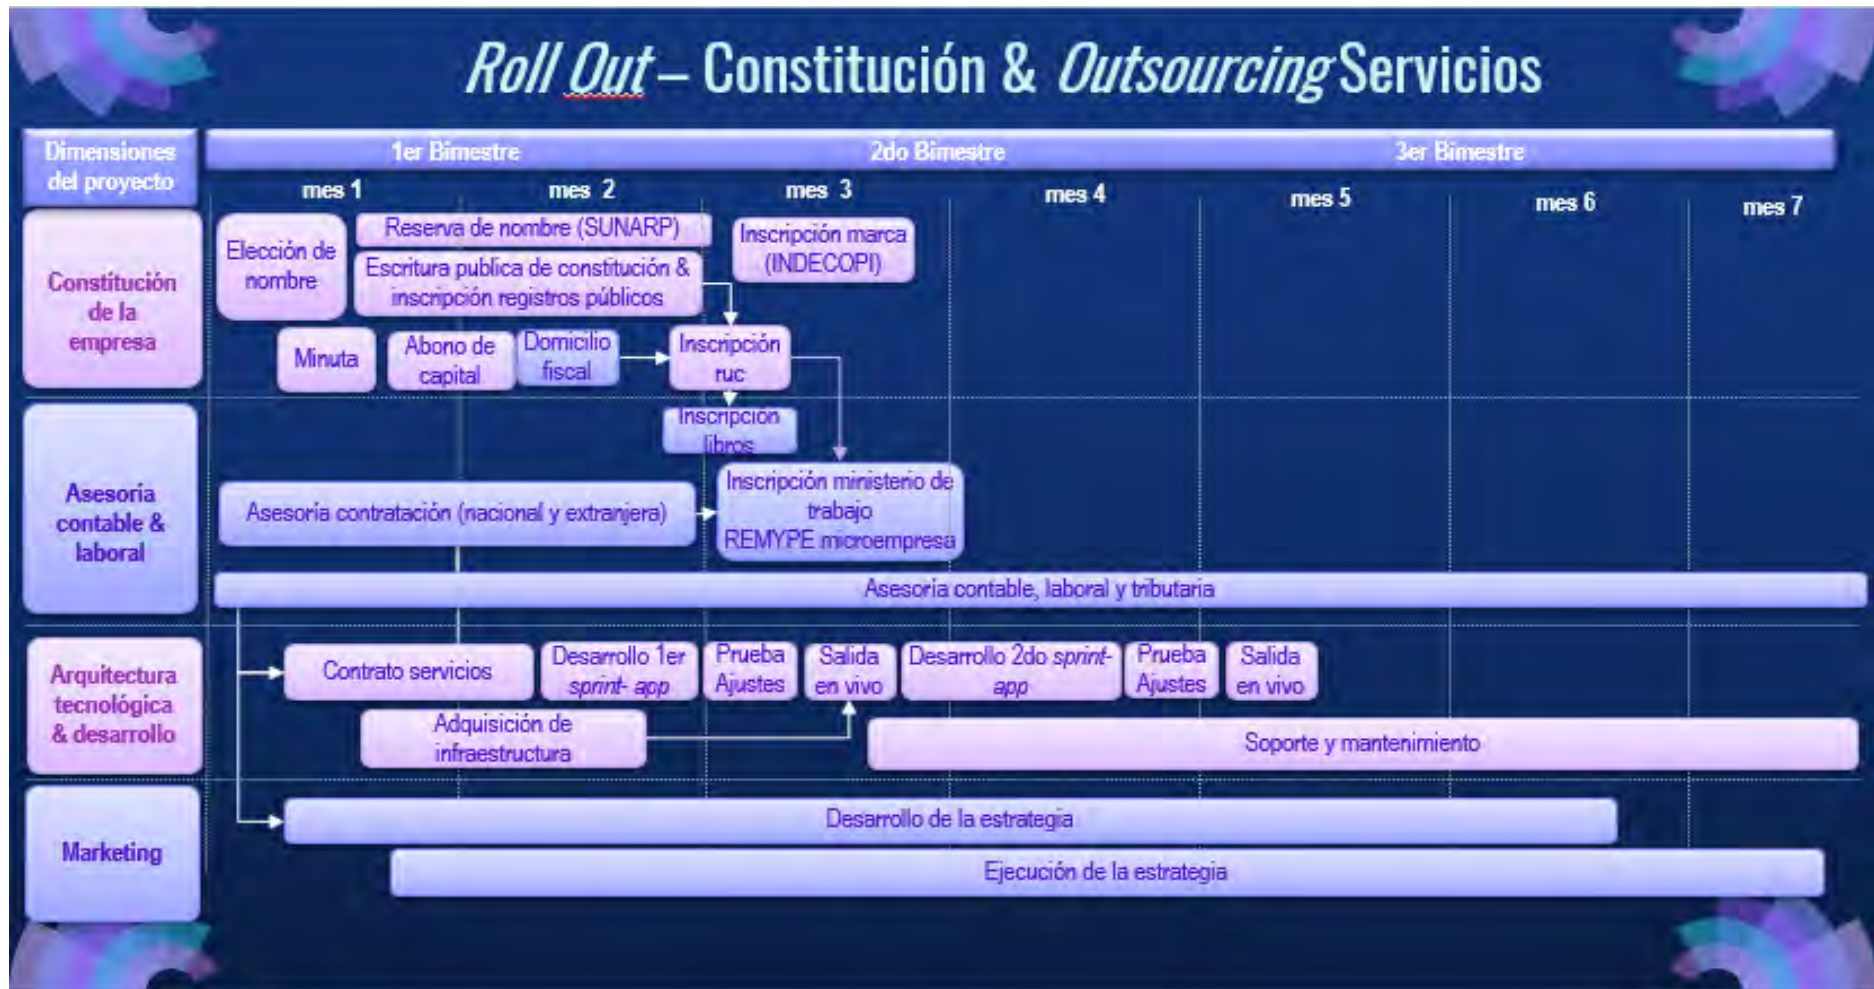 Roll Out – Constitución & Outsourcing Servicios
Dimensiones
del proyecto
1er Bimestre
2do Bimestre
3er Bimestre
mes 1
mes 2
mes 3
mes 4
mes 5
mes 6
mes 7
Constitución
de la
empresa
Elección de
nombre
Reserva de nombre (SUNARP)
Escritura publica de constitución &
inscripción registros públicos
Inscripción marca
(INDECOPI)
Minuta
Abono de
capital
Domicilio
fiscal
Inscripción
ruc
Asesoría
contable &
laboral
Inscripción
libros
Asesoría contratación (nacional y extranjera)
Inscripción ministerio de
trabajo
REMYPE microempresa
Asesoría contable, laboral y tributaria
Arquitectura
tecnológica
& desarrollo
Contrato servicios
Desarrollo 1er
sprint- app
Prueba
Ajustes
Salida
en vivo
Desarrollo 2do sprint-
app
Prueba
Ajustes
Salida
en vivo
Adquisición de
infraestructura
Soporte y mantenimiento
Marketing
Desarrollo de la estrategia
Ejecución de la estrategia